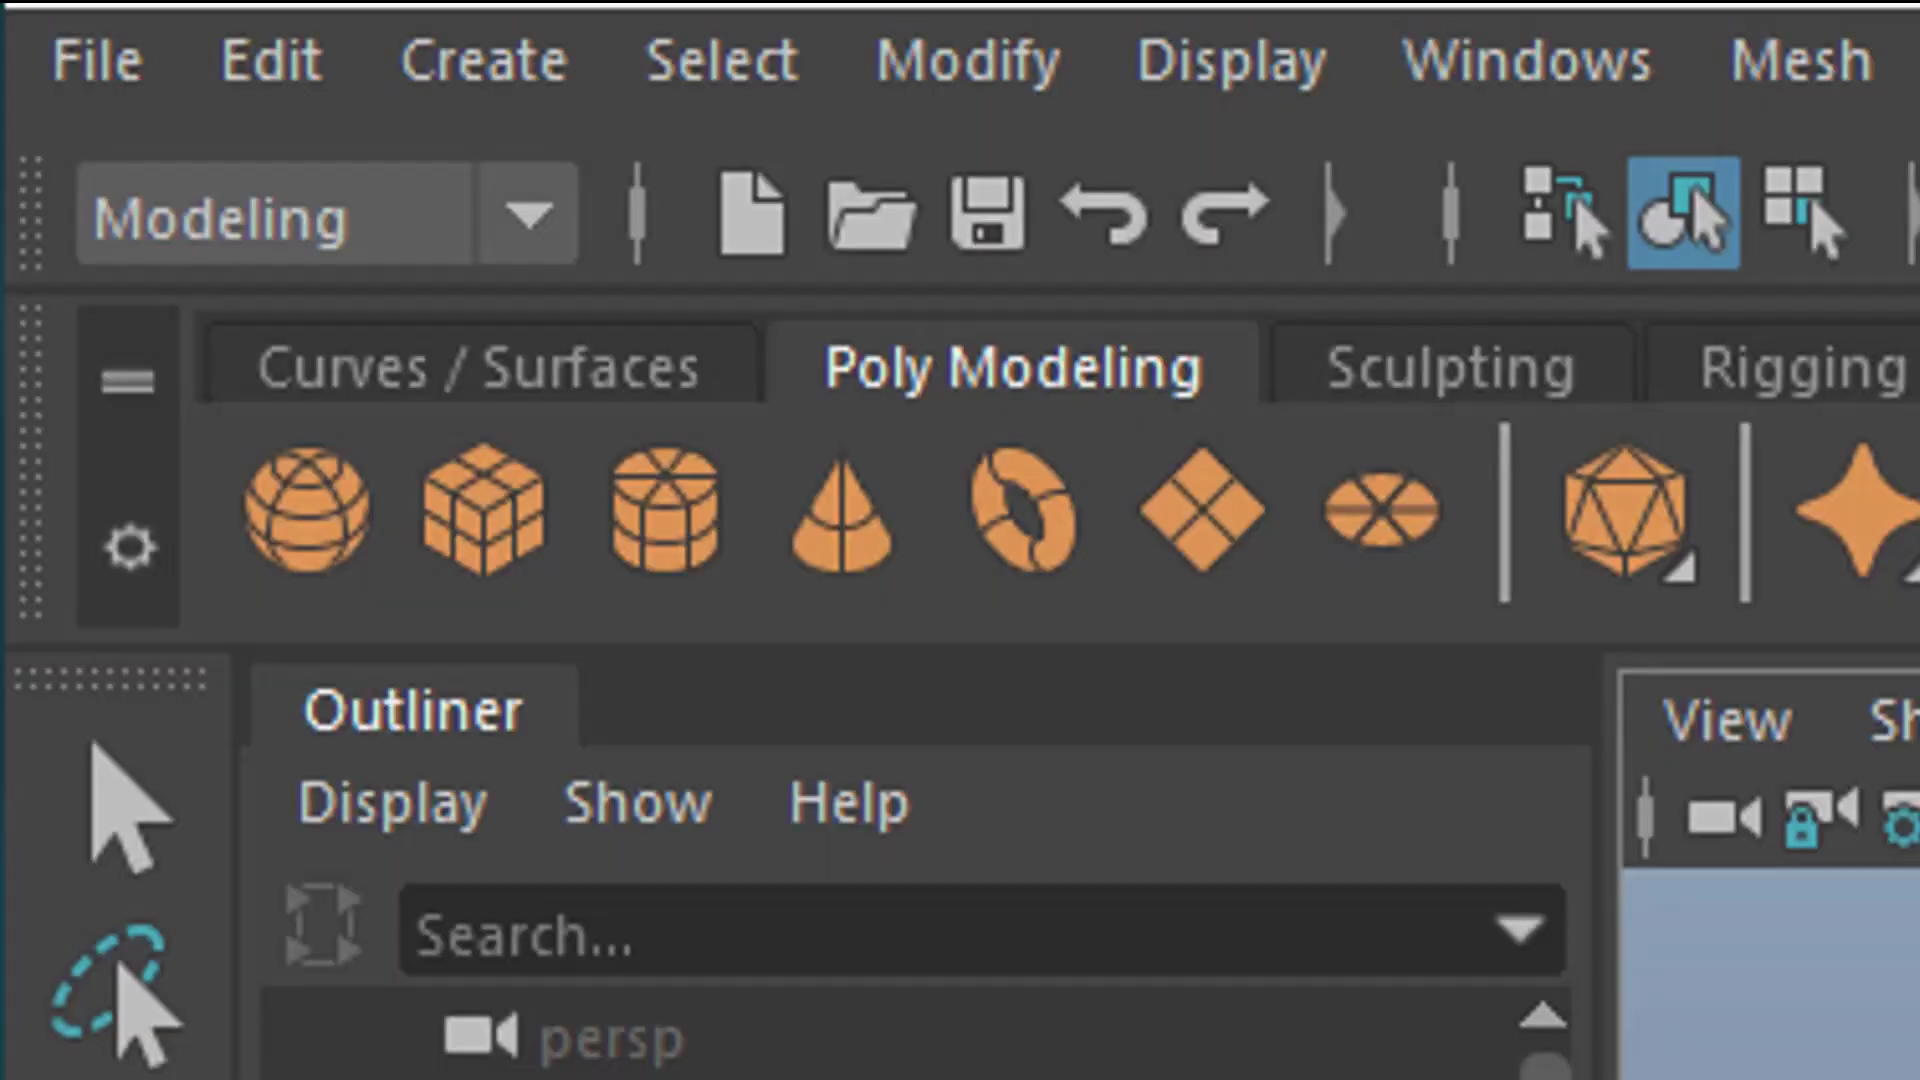 File Edit Create Select Modify Display Windows Mesh
Modeling
Curves / Surfaces Poly Modeling Sculpting Rigging
Outliner
View Sh
Display Show Help
Search...
persp